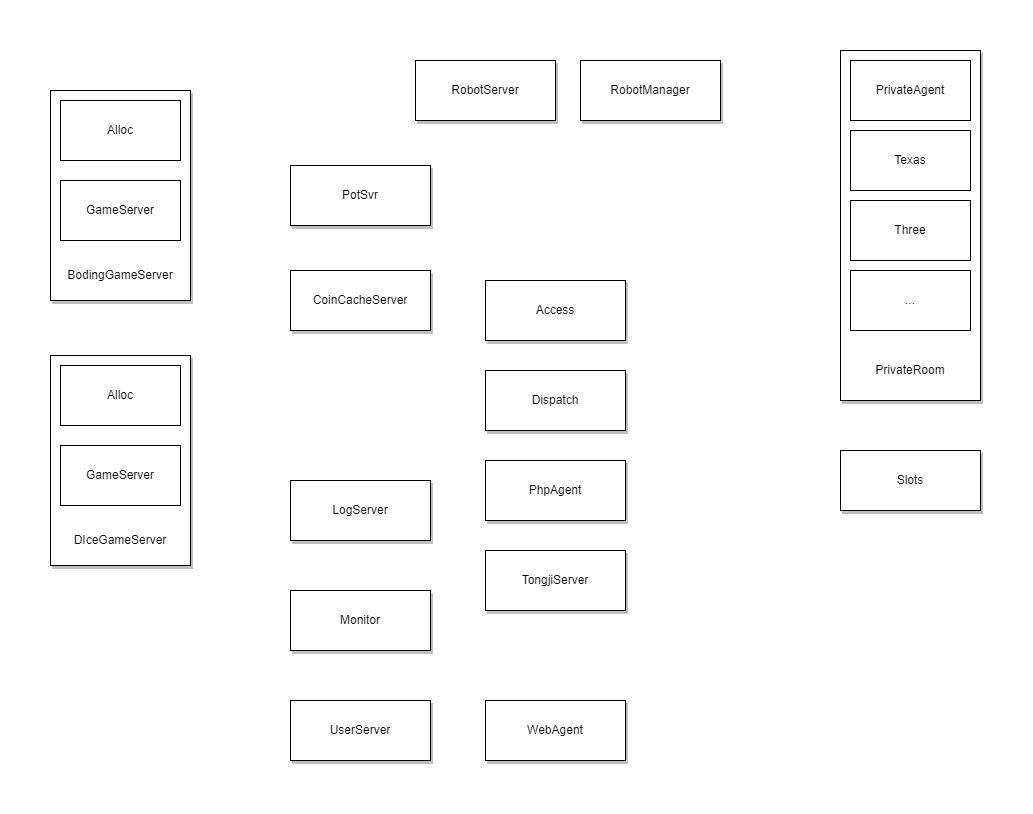 RobotServer
RobotManager
PrivateAgent
Alloc
Texas
PotSvr
GameServer
Three
BodingGameServer
CoinCacheServer
Access
...
PrivateRoom
Alloc
Dispatch
GameServer
PhpAgent
Slots
LogServer
DIceGameServer
TongjiServer
Monitor
UserServer
WebAgent